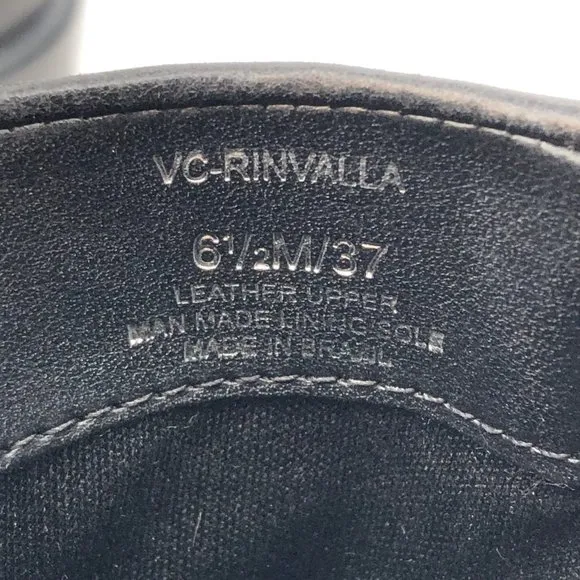 VC-RINVALLA
6½M/37
LEATHER UPPER
MAN MADE LINING SOLE
MADE IN BRAZIL